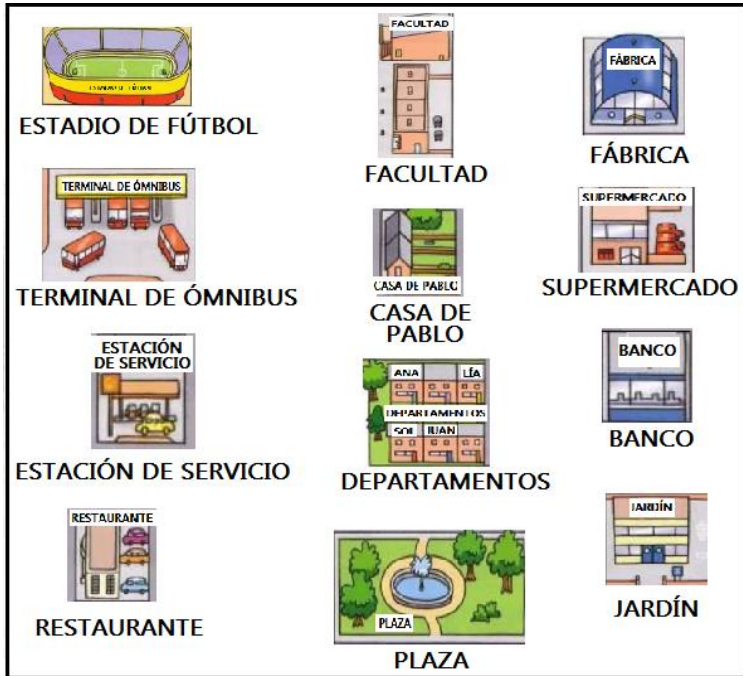 ESTADIO DE FÚTBOL
FACULTAD
FACULTAD
FÁBRICA
FÁBRICA
TERMINAL DE ÓMNIBUS
TERMINAL DE ÓMNIBUS
CASA DE PABLO
CASA DE
PABLO
SUPERMERCADO
SUPERMERCADO
ESTACIÓN
DE SERVICIO
ESTACIÓN DE SERVICIO
ANA LÍA
DEPARTAMENTOS
SOL JUAN
DEPARTAMENTOS
BANCO
BANCO
RESTAURANTE
RESTAURANTE
PLAZA
PLAZA
JARDÍN
JARDÍN